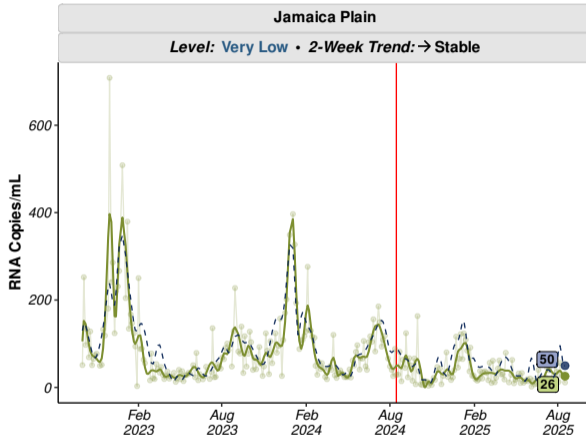 Jamaica Plain
Level: Very Low • 2-Week Trend: → Stable
RNA Copies/mL
600
400
200
0
50
26
Feb 2023
Aug 2023
Feb 2024
Aug 2024
Feb 2025
Aug 2025